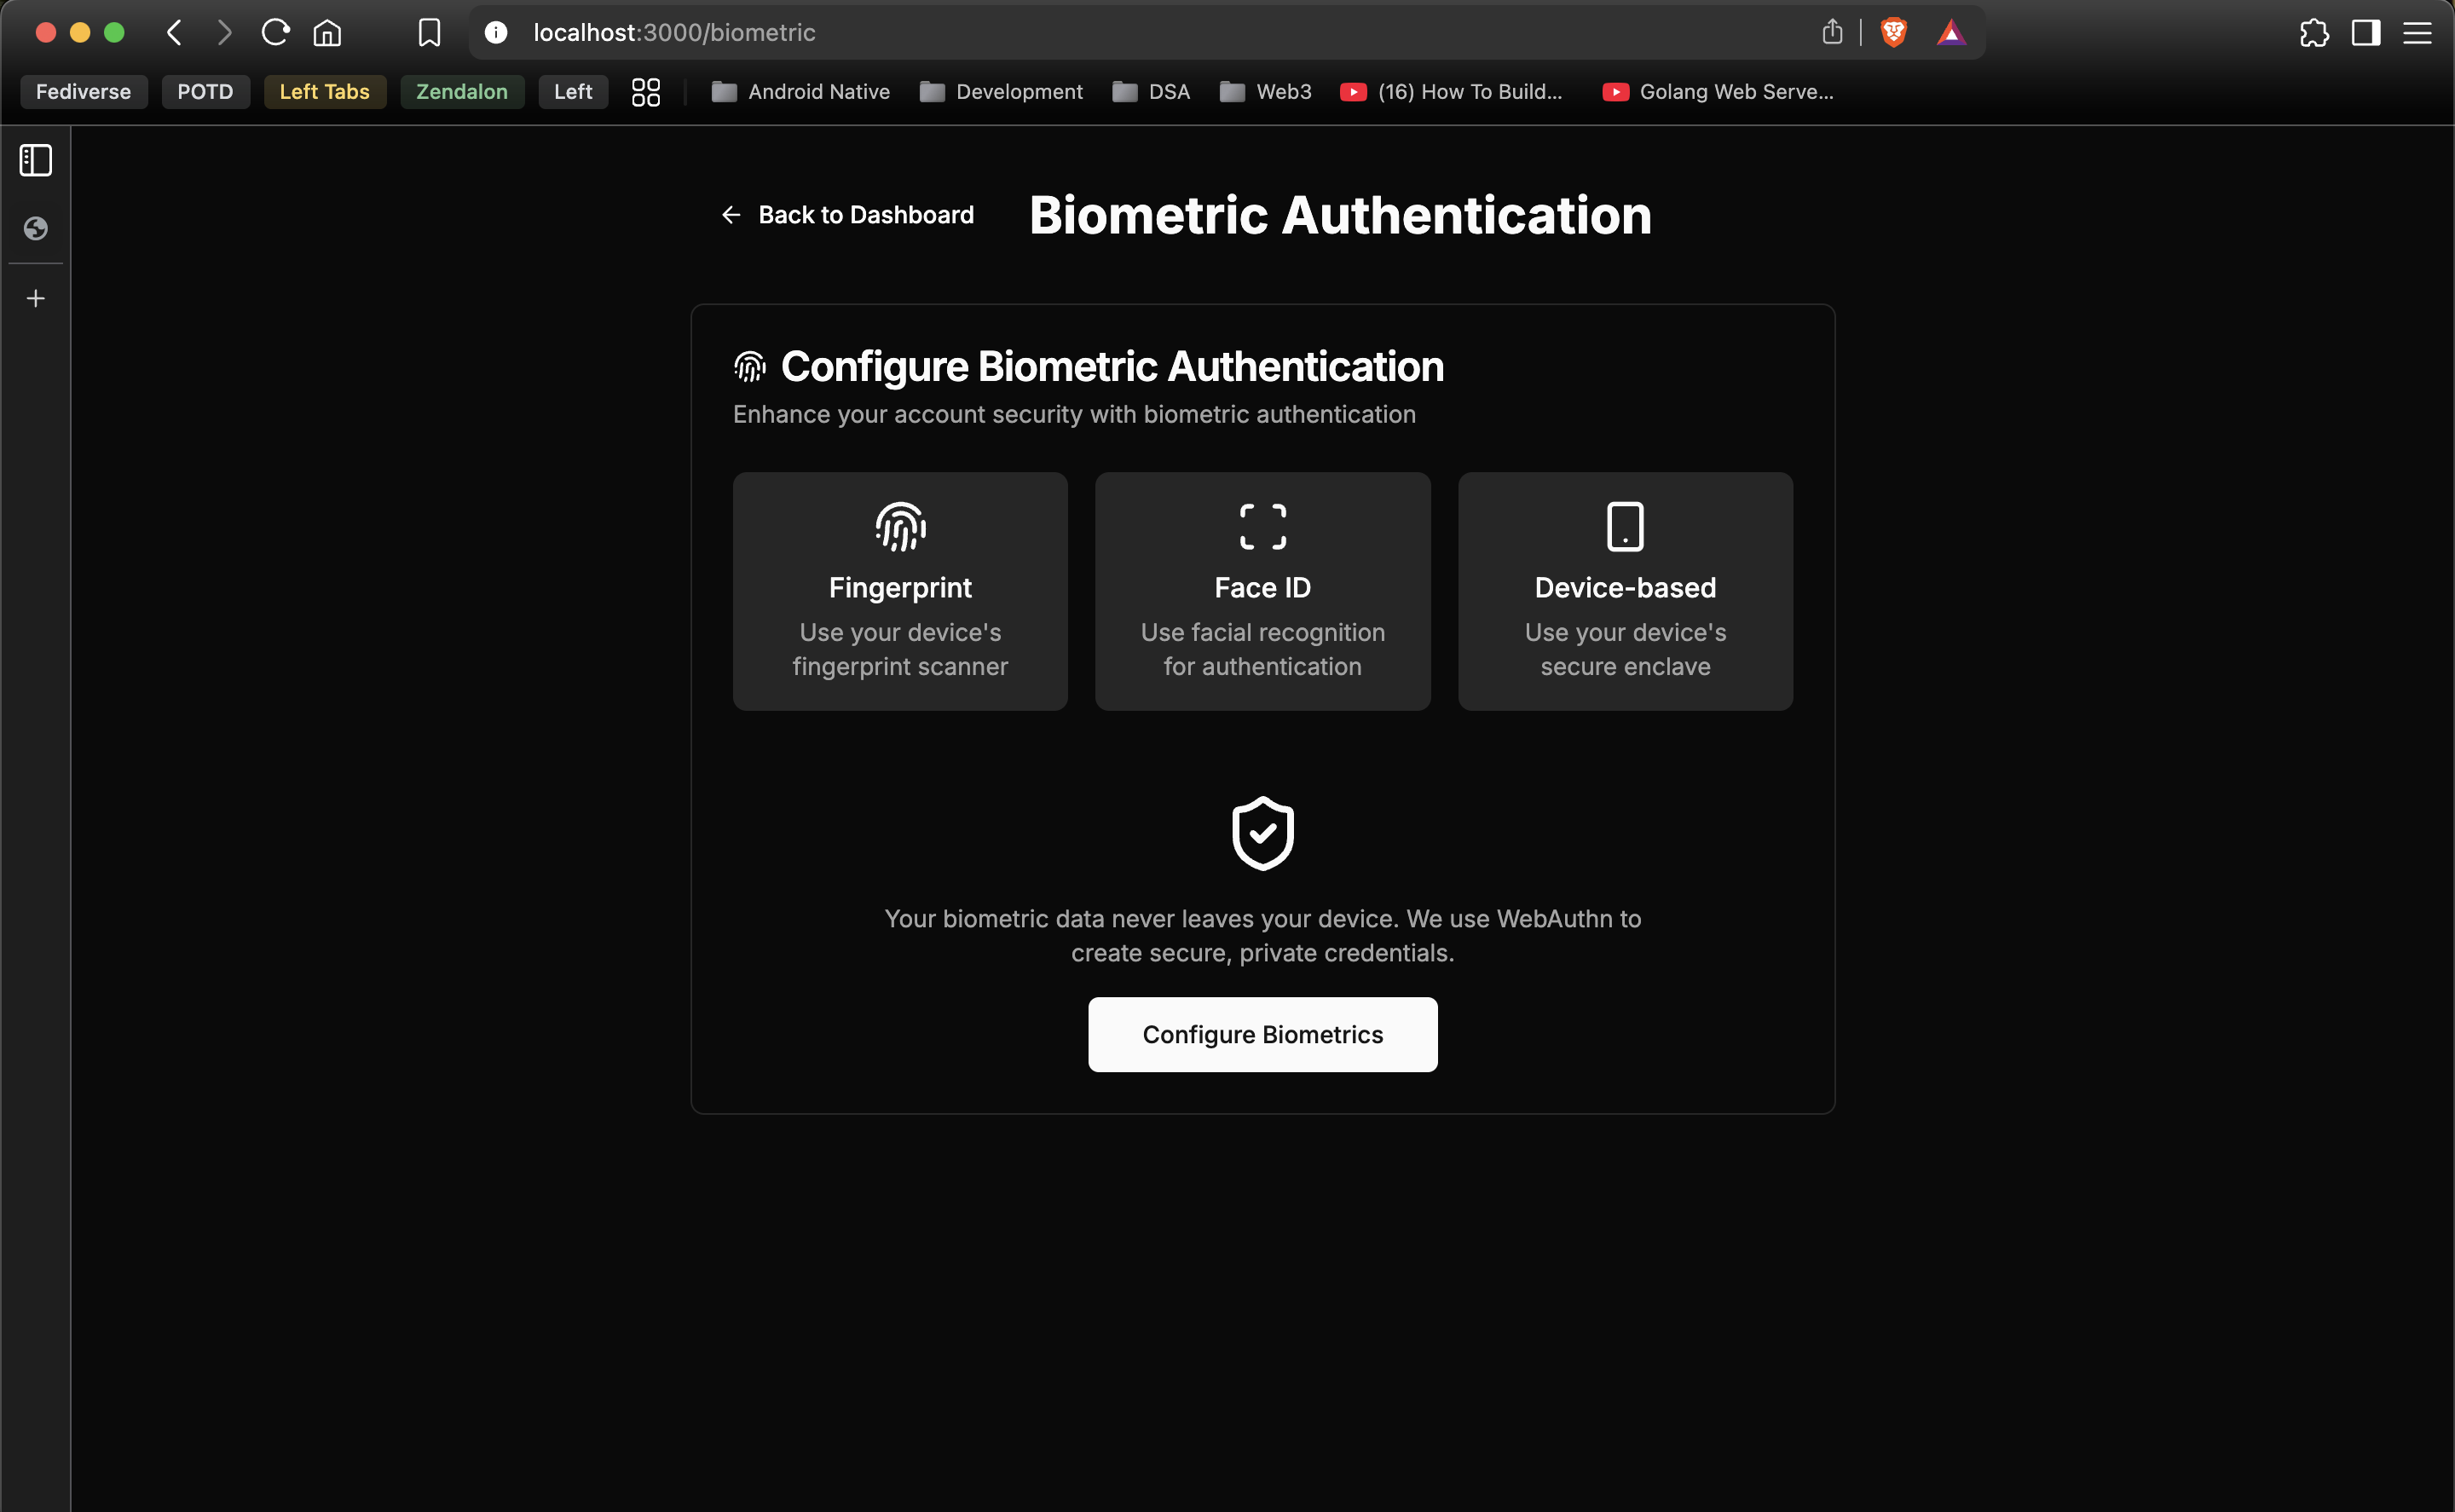 localhost:3000/biometric
Fediverse POTD Left Tabs Zendalon Left Android Native Development DSA Web3 (16) How To Build... Golang Web Serve...
Back to Dashboard Biometric Authentication
Configure Biometric Authentication
Enhance your account security with biometric authentication
Fingerprint
Use your device's
fingerprint scanner
Face ID
Use facial recognition
for authentication
Device-based
Use your device's
secure enclave
Your biometric data never leaves your device. We use WebAuthn to
create secure, private credentials.
Configure Biometrics